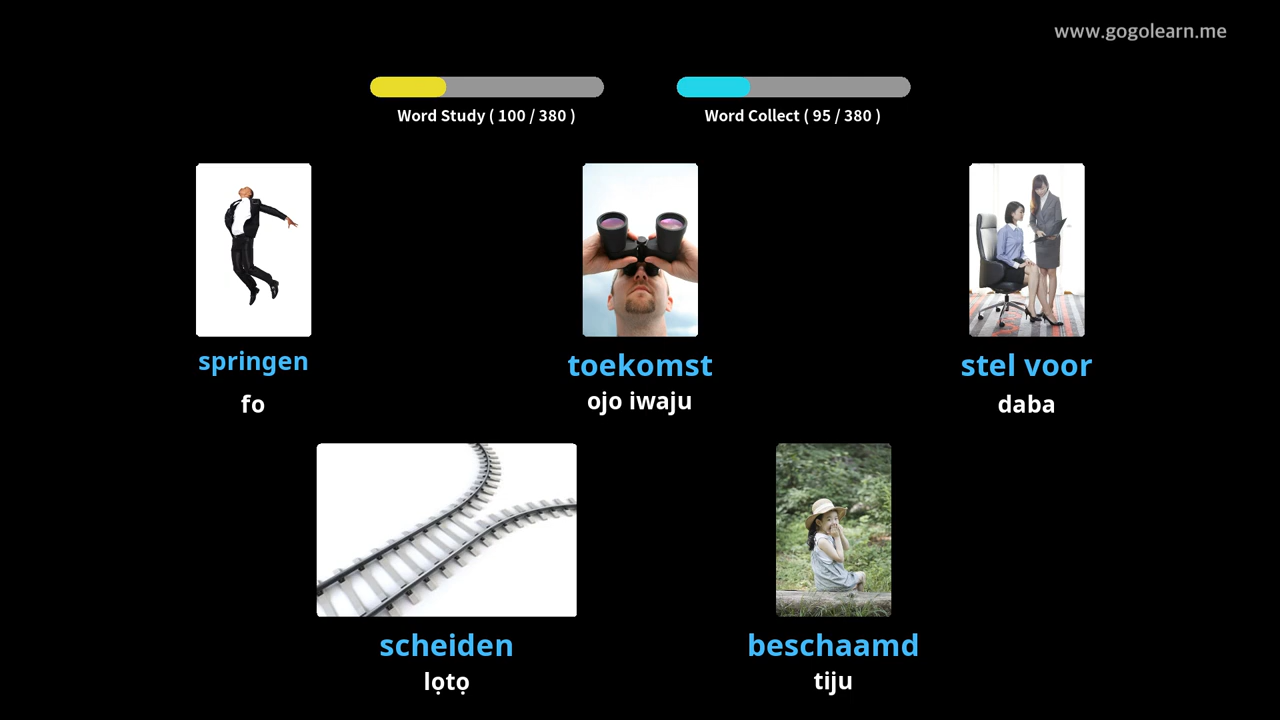 www.gogolearn.me
Word Study ( 100 / 380 )
Word Collect ( 95 / 380 )
springen
fo
toekomst
ojo iwaju
stel voor
daba
scheiden
lọtọ
beschaamd
tiju